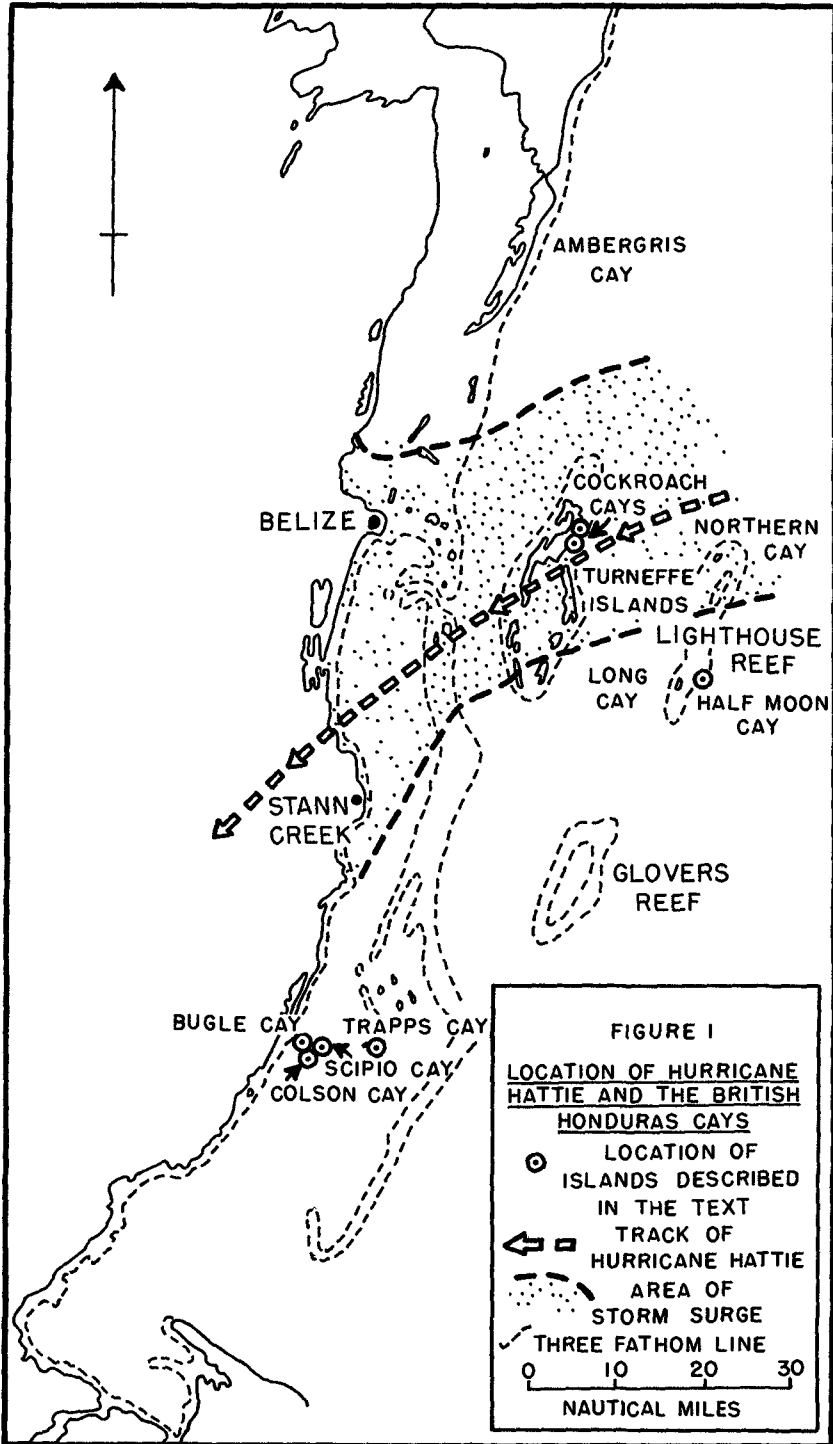 AMBERGRIS
CAY
COCKROACH
CAYS
BELIZE
NORTHERN
CAY
TURNEFFE
ISLANDS
LIGHTHOUSE
REEF
LONG
CAY
HALF MOON
CAY
STANN
CREEK
GLOVERS
REEF
BUGLE CAY
TRAPPS CAY
SCIPIO CAY
COLSON CAY
FIGURE I
LOCATION OF HURRICANE
HATTIE AND THE BRITISH
HONDURAS CAYS
LOCATION OF
ISLANDS DESCRIBED
IN THE TEXT
TRACK OF
HURRICANE HATTIE
AREA OF
STORM SURGE
THREE FATHOM LINE
0 10 20 30
NAUTICAL MILES